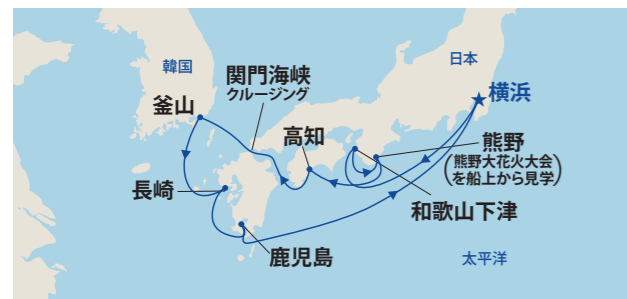 韓国
日本
関門海峡
クルージング
横浜
釜山
高知
熊野
(熊野大花火大会
を船上から見学)
長崎
和歌山下津
鹿児島
太平洋